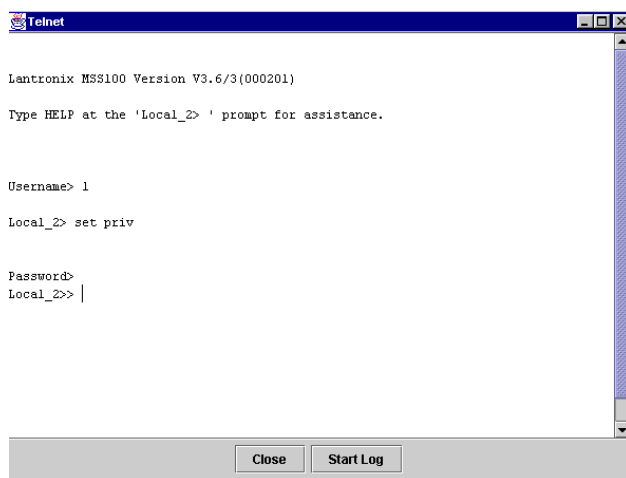 Telnet
Lantronix MSS100 Version V3.6/3(000201)
Type HELP at the 'Local_2> ' prompt for assistance.
Username> l
Local_2> set priv
Password>
Local_2>>
Close
Start Log